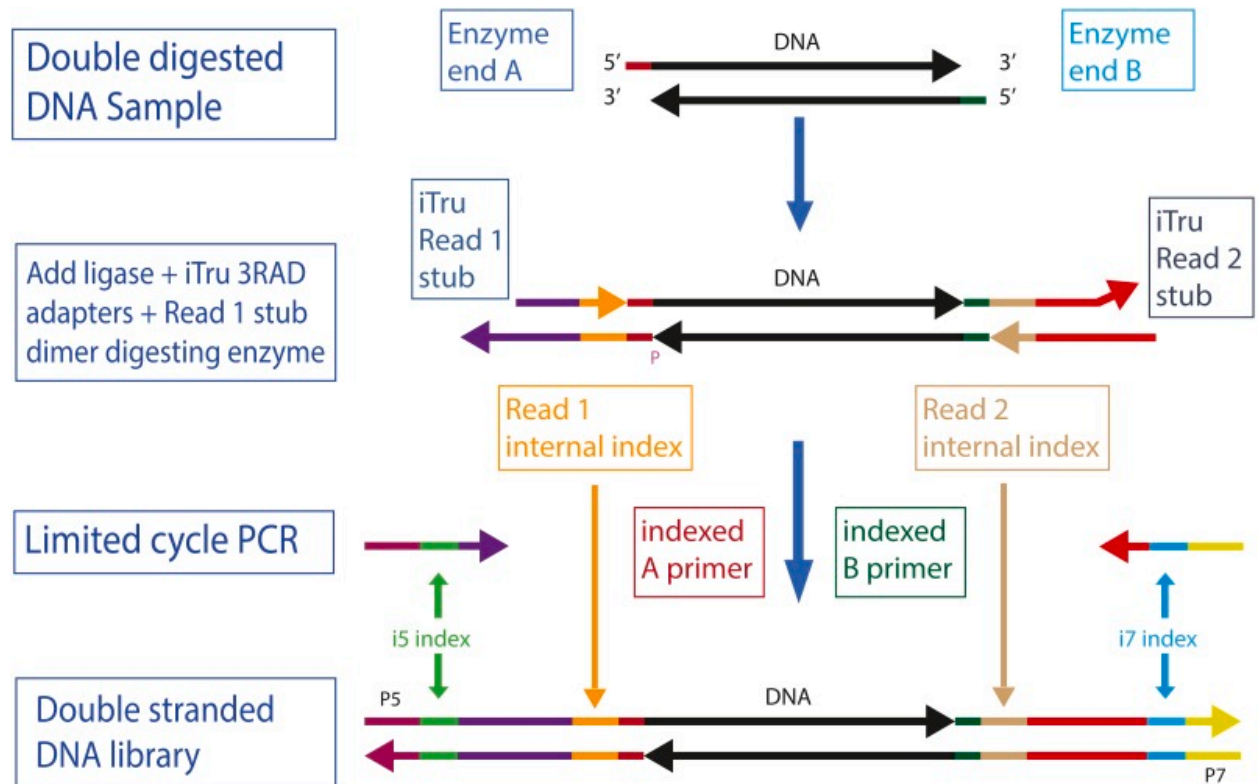 Double digested
DNA Sample
Enzyme
end A
DNA
5’
3’
3’
5’
Enzyme
end B
iTru
Read 1
stub
iTru
Read 2
stub
Add ligase + iTru 3RAD
adapters + Read 1 stub
dimer digesting enzyme
DNA
P
Read 1
internal index
Read 2
internal index
Limited cycle PCR
indexed
A primer
indexed
B primer
i5 index
i7 index
Double stranded
DNA library
P5
DNA
P7